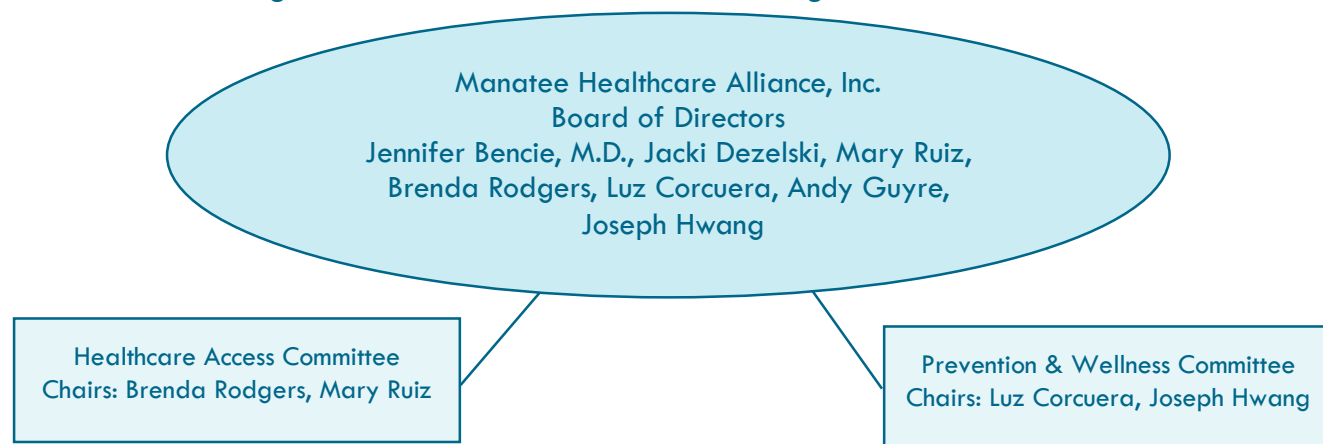 Manatee Healthcare Alliance, Inc.
Board of Directors
Jennifer Bencie, M.D., Jacki Dezelski, Mary Ruiz,
Brenda Rodgers, Luz Corcuera, Andy Guyre,
Joseph Hwang
Healthcare Access Committee
Chairs: Brenda Rodgers, Mary Ruiz
Prevention & Wellness Committee
Chairs: Luz Corcuera, Joseph Hwang